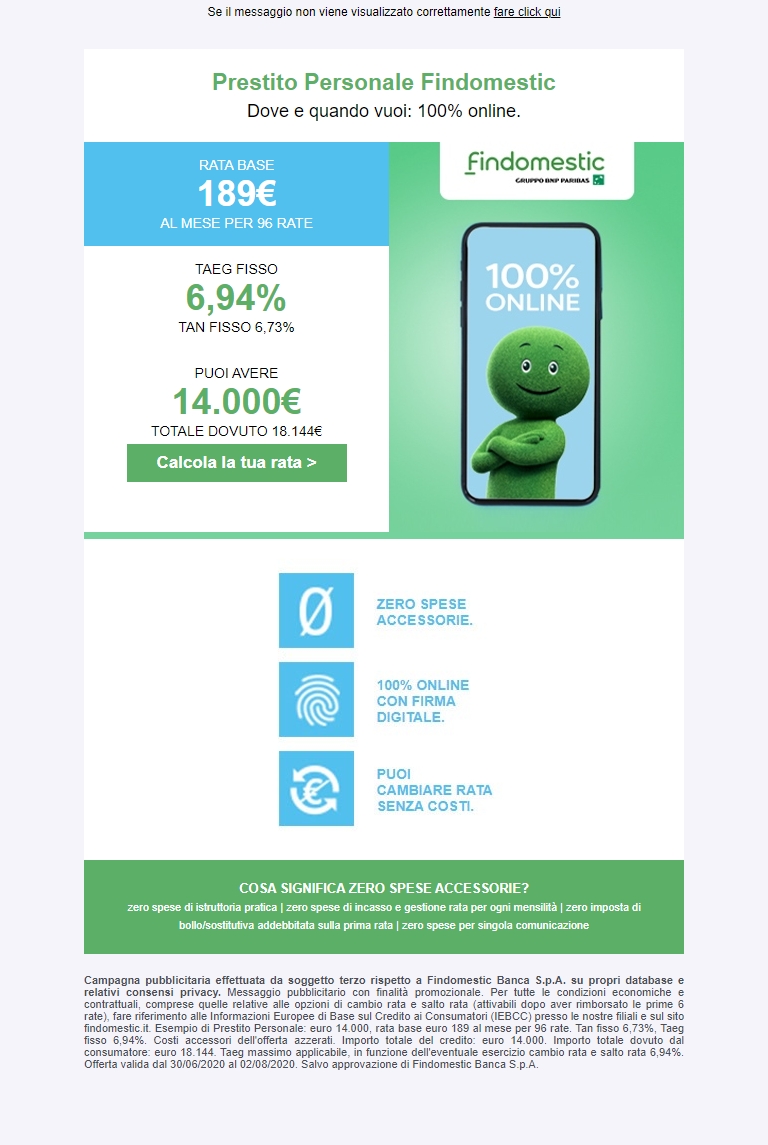 Se il messaggio non viene visualizzato correttamente fare click qui
Prestito Personale Findomestic
Dove e quando vuoi: 100% online.
RATA BASE
189€
AL MESE PER 96 RATE
TAEG FISSO
6,94%
TAN FISSO 6,73%
PUOI AVERE
14.000€
TOTALE DOVUTO 18.144€
Calcola la tua rata >
findomestic
GRUPPO BNP PARIBAS
100%
ONLINE
ZERO SPESE
ACCESSORIE.
100% ONLINE
CON FIRMA
DIGITALE.
PUOI
CAMBIARE RATA
SENZA COSTI.
COSA SIGNIFICA ZERO SPESE ACCESSORIE?
zero spese di istruttoria pratica | zero spese di incasso e gestione rata per ogni mensilità | zero imposta di
bollo/sostitutiva addebbitata sulla prima rata | zero spese per singola comunicazione
Campagna pubblicitaria effettuata da soggetto terzo rispetto a Findomestic Banca S.p.A. su propri database e
relativi consensi privacy. Messaggio pubblicitario con finalità promozionale. Per tutte le condizioni economiche e
contrattuali, comprese quelle relative alle opzioni di cambio rata e salto rata (attivabili dopo aver rimborsato le prime 6
rate), fare riferimento alle Informazioni Europee di Base sul Credito ai Consumatori (IEBCC) presso le nostre filiali e sul sito
findomestic.it. Esempio di Prestito Personale: euro 14.000, rata base euro 189 al mese per 96 rate. Tan fisso 6,73%, Taeg
fisso 6,94%. Costi accessori dell'offerta azzerati. Importo totale del credito: euro 14.000. Importo totale dovuto dal
consumatore: euro 18.144. Taeg massimo applicabile, in funzione dell'eventuale esercizio cambio rata e salto rata 6,94%.
Offerta valida dal 30/06/2020 al 02/08/2020. Salvo approvazione di Findomestic Banca S.p.A.